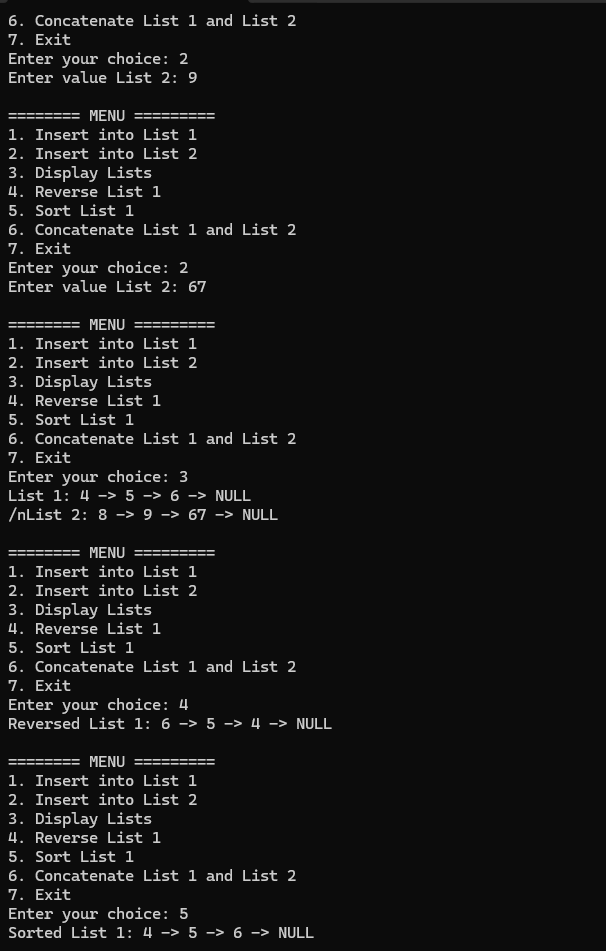 6. Concatenate List 1 and List 2
7. Exit
Enter your choice: 2
Enter value List 2: 9
======== MENU =========
1. Insert into List 1
2. Insert into List 2
3. Display Lists
4. Reverse List 1
5. Sort List 1
6. Concatenate List 1 and List 2
7. Exit
Enter your choice: 2
Enter value List 2: 67
======== MENU =========
1. Insert into List 1
2. Insert into List 2
3. Display Lists
4. Reverse List 1
5. Sort List 1
6. Concatenate List 1 and List 2
7. Exit
Enter your choice: 3
List 1: 4 -> 5 -> 6 -> NULL
/nList 2: 8 -> 9 -> 67 -> NULL
======== MENU =========
1. Insert into List 1
2. Insert into List 2
3. Display Lists
4. Reverse List 1
5. Sort List 1
6. Concatenate List 1 and List 2
7. Exit
Enter your choice: 4
Reversed List 1: 6 -> 5 -> 4 -> NULL
======== MENU =========
1. Insert into List 1
2. Insert into List 2
3. Display Lists
4. Reverse List 1
5. Sort List 1
6. Concatenate List 1 and List 2
7. Exit
Enter your choice: 5
Sorted List 1: 4 -> 5 -> 6 -> NULL